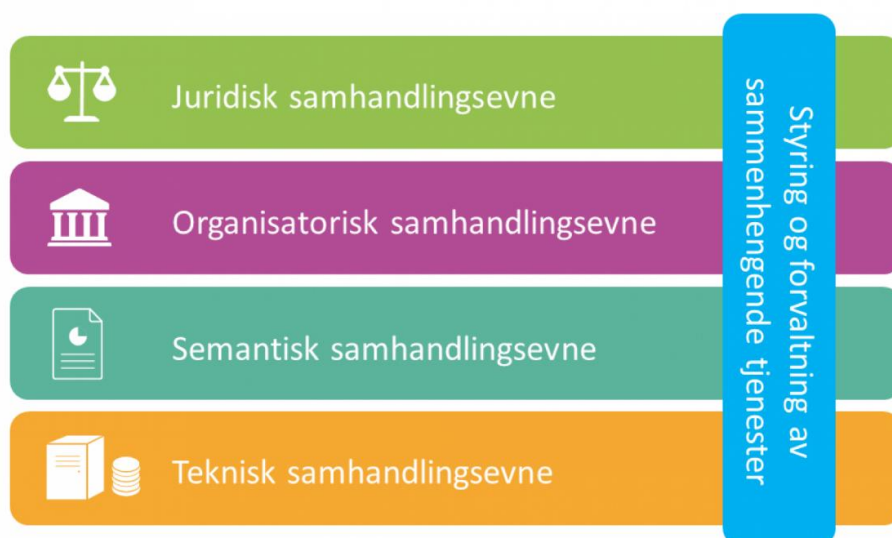 Juridisk samhandlingsevne
Organisatorisk samhandlingsevne
Semantisk samhandlingsevne
Teknisk samhandlingsevne
Styring og forvaltning av
sammenhengende tjenester